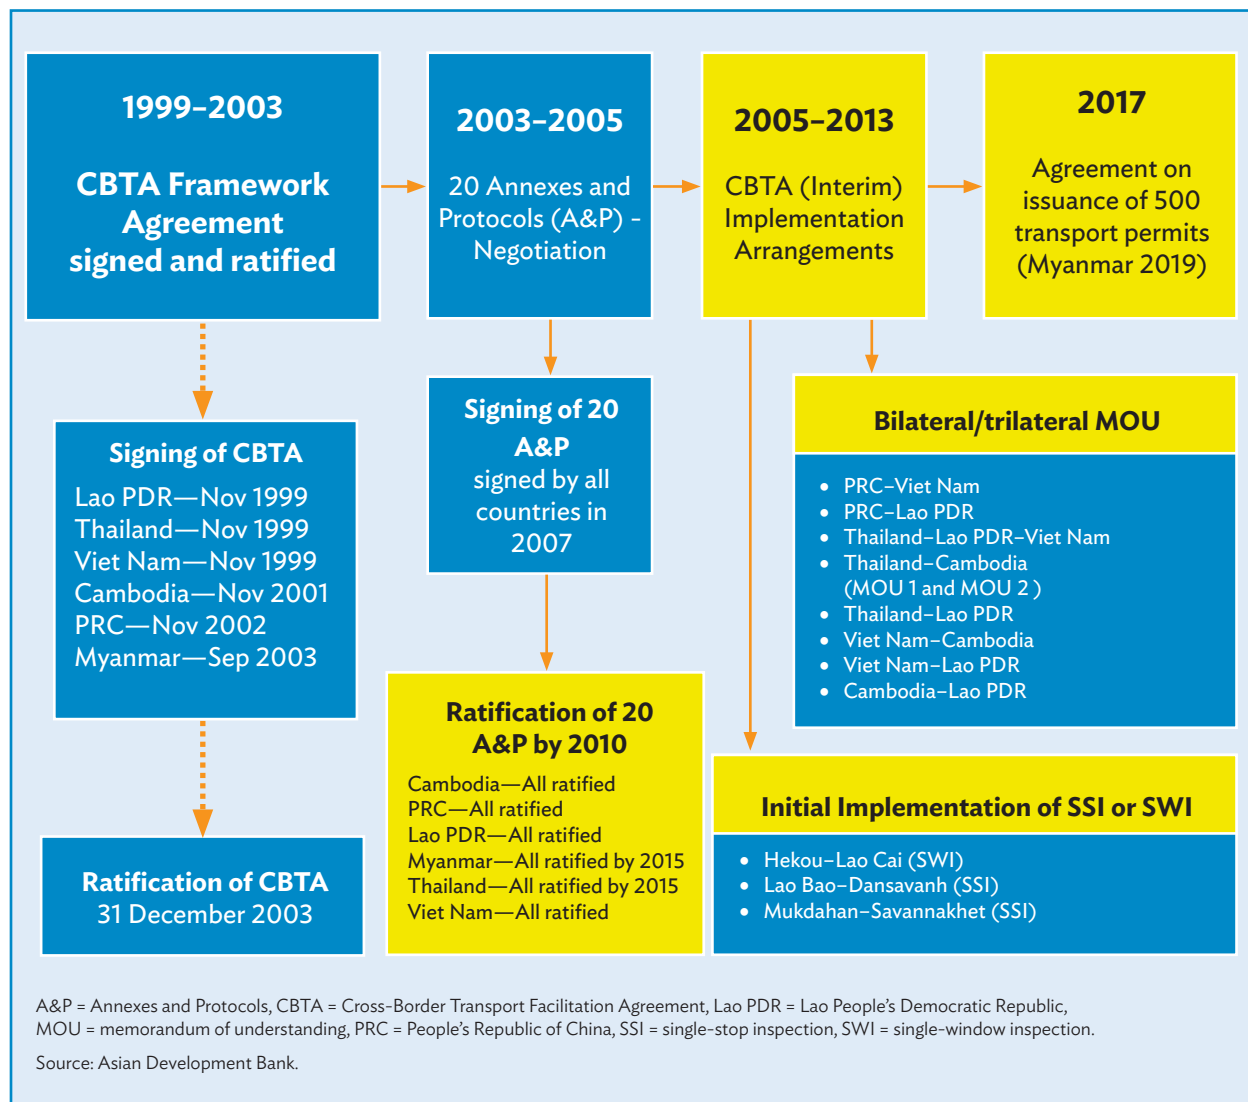 1999–2003
CBTA Framework
Agreement
signed and ratified
2003–2005
20 Annexes and
Protocols (A&P) -
Negotiation
2005–2013
CBTA (Interim)
Implementation
Arrangements
2017
Agreement on
issuance of 500
transport permits
(Myanmar 2019)
Signing of CBTA
Lao PDR—Nov 1999
Thailand—Nov 1999
Viet Nam—Nov 1999
Cambodia—Nov 2001
PRC—Nov 2002
Myanmar—Sep 2003
Ratification of CBTA
31 December 2003
Signing of 20
A&P
signed by all
countries in
2007
Ratification of 20
A&P by 2010
Cambodia—All ratified
PRC—All ratified
Lao PDR—All ratified
Myanmar—All ratified by 2015
Thailand—All ratified by 2015
Viet Nam—All ratified
Bilateral/trilateral MOU
• PRC–Viet Nam
• PRC–Lao PDR
• Thailand–Lao PDR–Viet Nam
• Thailand–Cambodia
(MOU 1 and MOU 2 )
• Thailand–Lao PDR
• Viet Nam–Cambodia
• Viet Nam–Lao PDR
• Cambodia–Lao PDR
Initial Implementation of SSI or SWI
• Hekou–Lao Cai (SWI)
• Lao Bao–Dansavanh (SSI)
• Mukdahan–Savannakhet (SSI)
A&P = Annexes and Protocols, CBTA = Cross-Border Transport Facilitation Agreement, Lao PDR = Lao People’s Democratic Republic,
MOU = memorandum of understanding, PRC = People’s Republic of China, SSI = single-stop inspection, SWI = single-window inspection.
Source: Asian Development Bank.